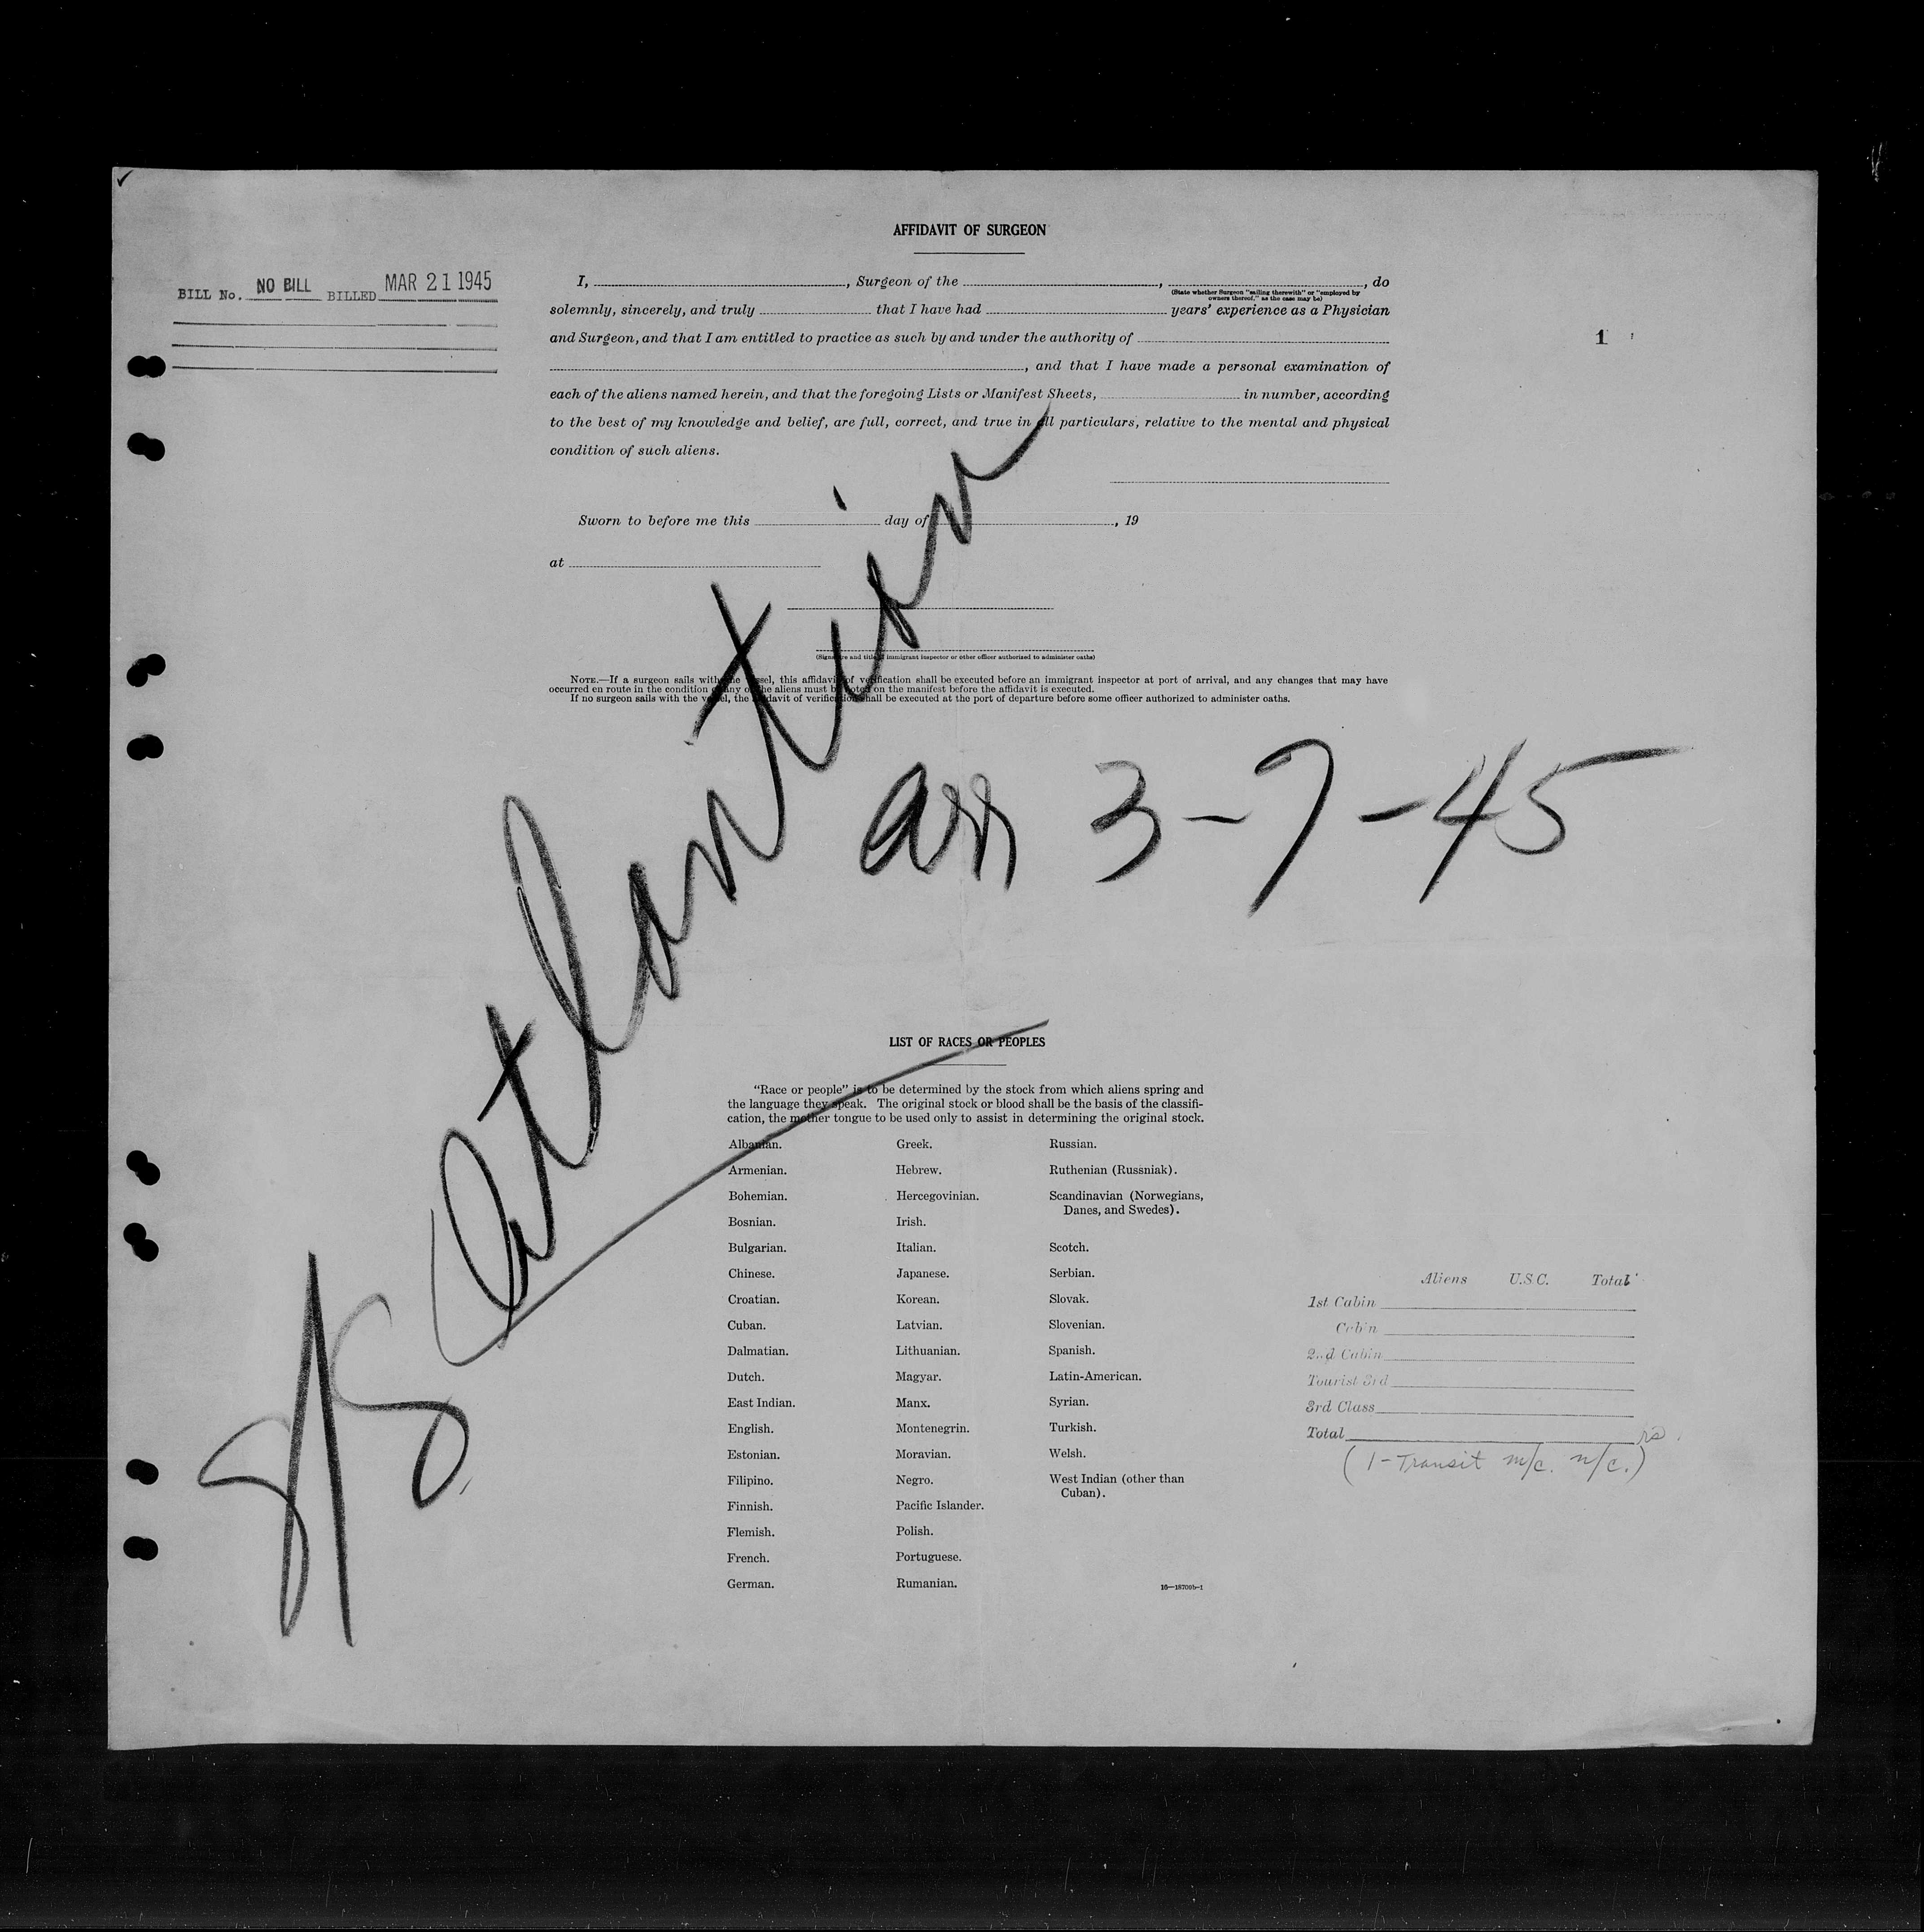 AFFIDAVIT OF SURGEON
BILL No. NO BILL BILLED MAR 21 1945
I, , Surgeon of the , , do
(State whether Surgeon "sailing therewith" or "employed by
owners thereof," as the case may be)
solemnly, sincerely, and truly that I have had years' experience as a Physician
and Surgeon, and that I am entitled to practice as such by and under the authority of
1
, and that I have made a personal examination of
each of the aliens named herein, and that the foregoing Lists or Manifest Sheets, in number, according
to the best of my knowledge and belief, are full, correct, and true in all particulars, relative to the mental and physical
condition of such aliens.
Sworn to before me this day of , 19
at
(Signature and title of immigrant inspector or other officer authorized to administer oaths)
NOTE.—If a surgeon sails with the vessel, this affidavit of verification shall be executed before an immigrant inspector at port of arrival, and any changes that may have
occurred en route in the condition of any of the aliens must be noted on the manifest before the affidavit is executed.
If no surgeon sails with the vessel, the affidavit of verification shall be executed at the port of departure before some officer authorized to administer oaths.
S/S Atlantian
arr 3-7-45
LIST OF RACES OR PEOPLES
"Race or people" is to be determined by the stock from which aliens spring and
the language they speak. The original stock or blood shall be the basis of the classifi-
cation, the mother tongue to be used only to assist in determining the original stock.
Albanian.
Armenian.
Bohemian.
Bosnian.
Bulgarian.
Chinese.
Croatian.
Cuban.
Dalmatian.
Dutch.
East Indian.
English.
Estonian.
Filipino.
Finnish.
Flemish.
French.
German.
Greek.
Hebrew.
Hercegovinian.
Irish.
Italian.
Japanese.
Korean.
Latvian.
Lithuanian.
Magyar.
Manx.
Montenegrin.
Moravian.
Negro.
Pacific Islander.
Polish.
Portuguese.
Rumanian.
Russian.
Ruthenian (Russniak).
Scandinavian (Norwegians,
Danes, and Swedes).
Scotch.
Serbian.
Slovak.
Slovenian.
Spanish.
Latin-American.
Syrian.
Turkish.
Welsh.
West Indian (other than
Cuban).
16—18709b-1
Aliens U.S.C. Total
1st Cabin
Cabin
2nd Cabin
Tourist 3rd
3rd Class
Total
(1-Transit m/c. n/c.)